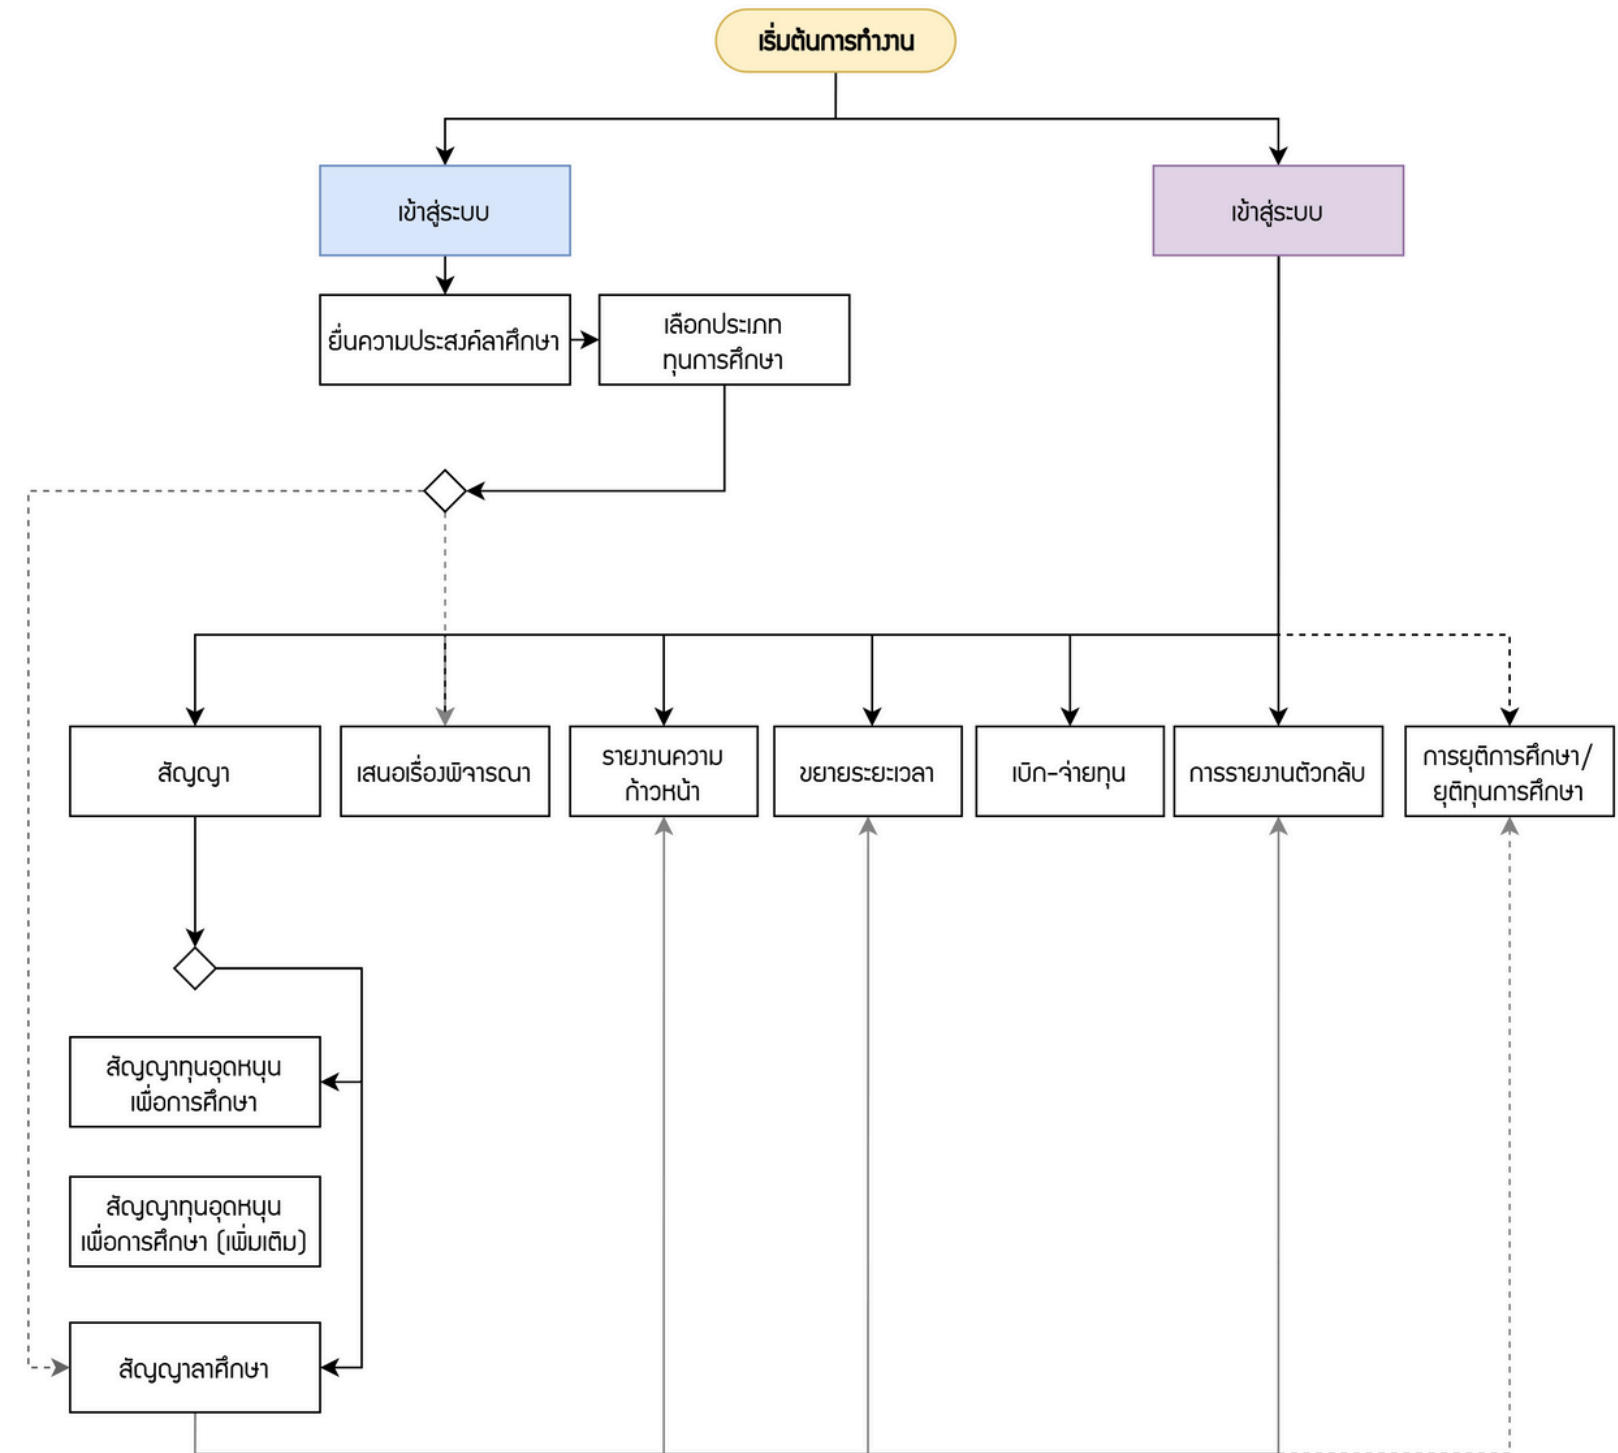 เริ่มต้นการทำงาน
เข้าสู่ระบบ
เข้าสู่ระบบ
ยื่นความประสงค์ลาศึกษา
เลือกประเภท
ทุนการศึกษา
สัญญา
เสนอเรื่องพิจารณา
รายงานความ
ก้าวหน้า
ขยายระยะเวลา
เบิก-จ่ายทุน
การรายงานตัวกลับ
การยุติการศึกษา/
ยุติทุนการศึกษา
สัญญาทุนอุดหนุน
เพื่อการศึกษา
สัญญาทุนอุดหนุน
เพื่อการศึกษา (เพิ่มเติม)
สัญญาลาศึกษา